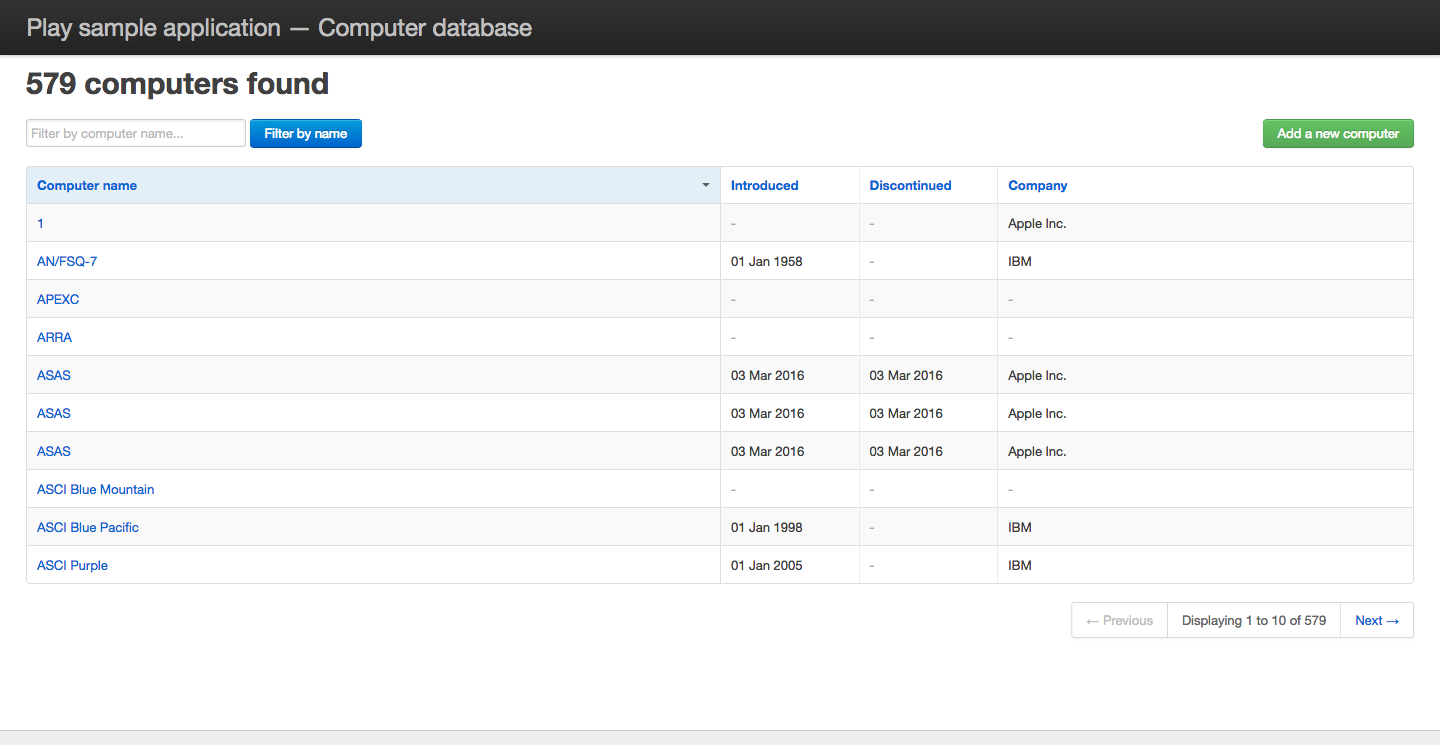 Play sample application — Computer database
579 computers found
Filter by computer name... Filter by name Add a new computer
Computer name Introduced Discontinued Company
1 - - Apple Inc.
AN/FSQ-7 01 Jan 1958 - IBM
APEXC - - -
ARRA - - -
ASAS 03 Mar 2016 03 Mar 2016 Apple Inc.
ASAS 03 Mar 2016 03 Mar 2016 Apple Inc.
ASAS 03 Mar 2016 03 Mar 2016 Apple Inc.
ASCI Blue Mountain - - -
ASCI Blue Pacific 01 Jan 1998 - IBM
ASCI Purple 01 Jan 2005 - IBM
← Previous Displaying 1 to 10 of 579 Next →